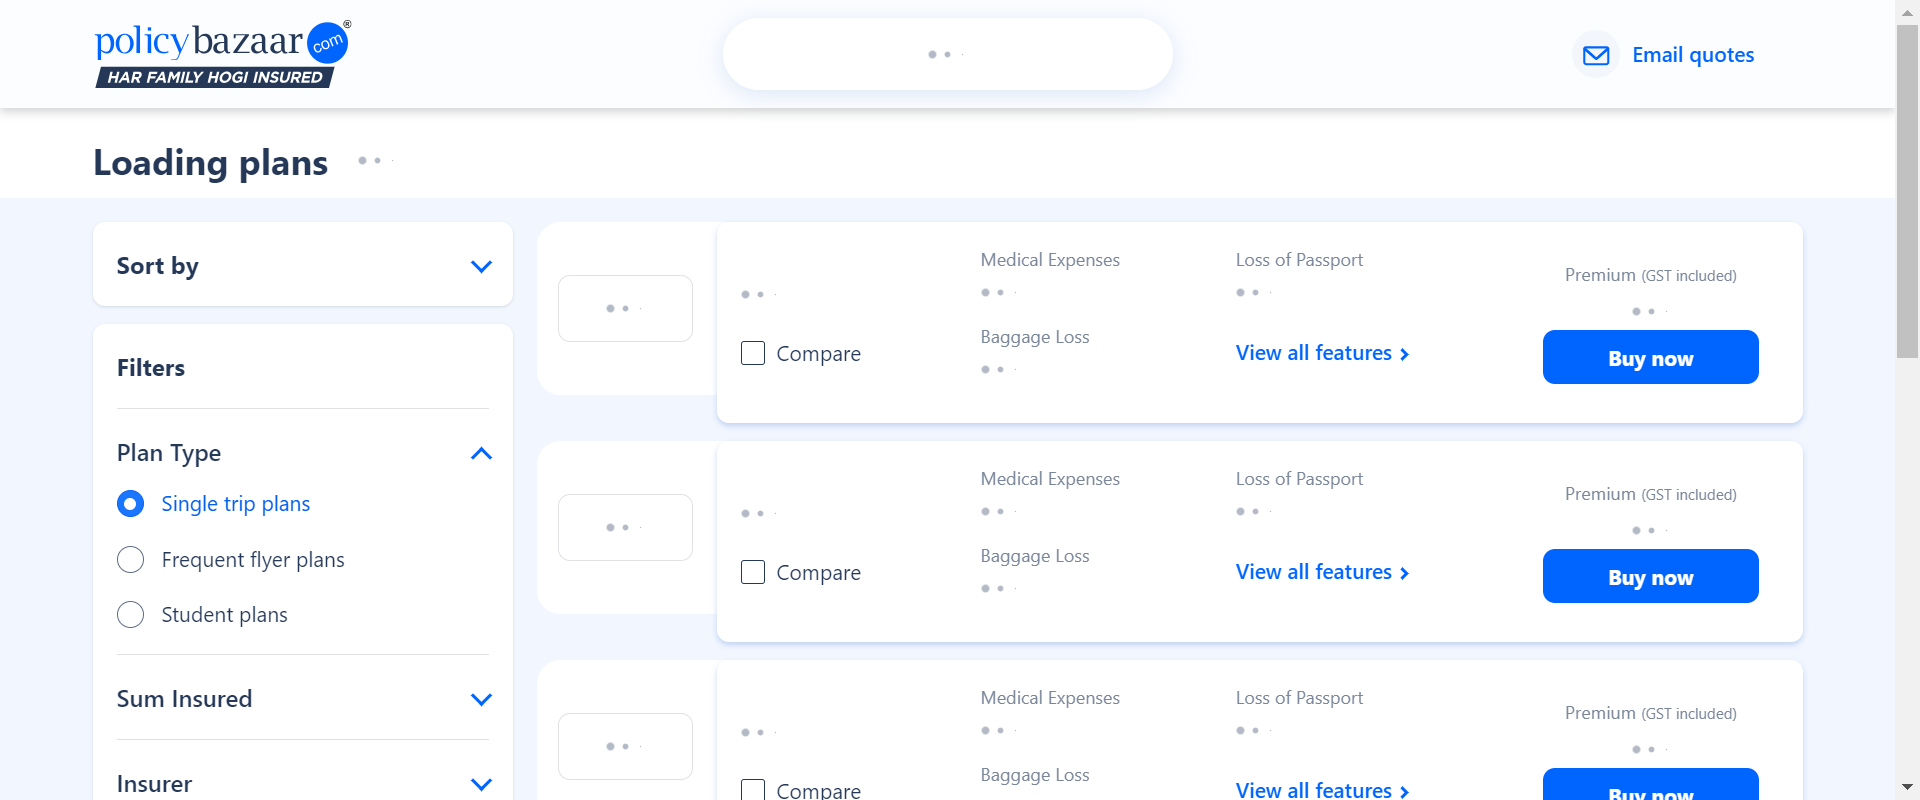 policybazaar com ®
HAR FAMILY HOGI INSURED
Email quotes
Loading plans
Sort by
Filters
Plan Type
Single trip plans
Frequent flyer plans
Student plans
Sum Insured
Insurer
Medical Expenses
Loss of Passport
Premium (GST included)
Baggage Loss
Compare
View all features
Buy now
Medical Expenses
Loss of Passport
Premium (GST included)
Baggage Loss
Compare
View all features
Buy now
Medical Expenses
Loss of Passport
Premium (GST included)
Baggage Loss
Compare
View all features
Buy now